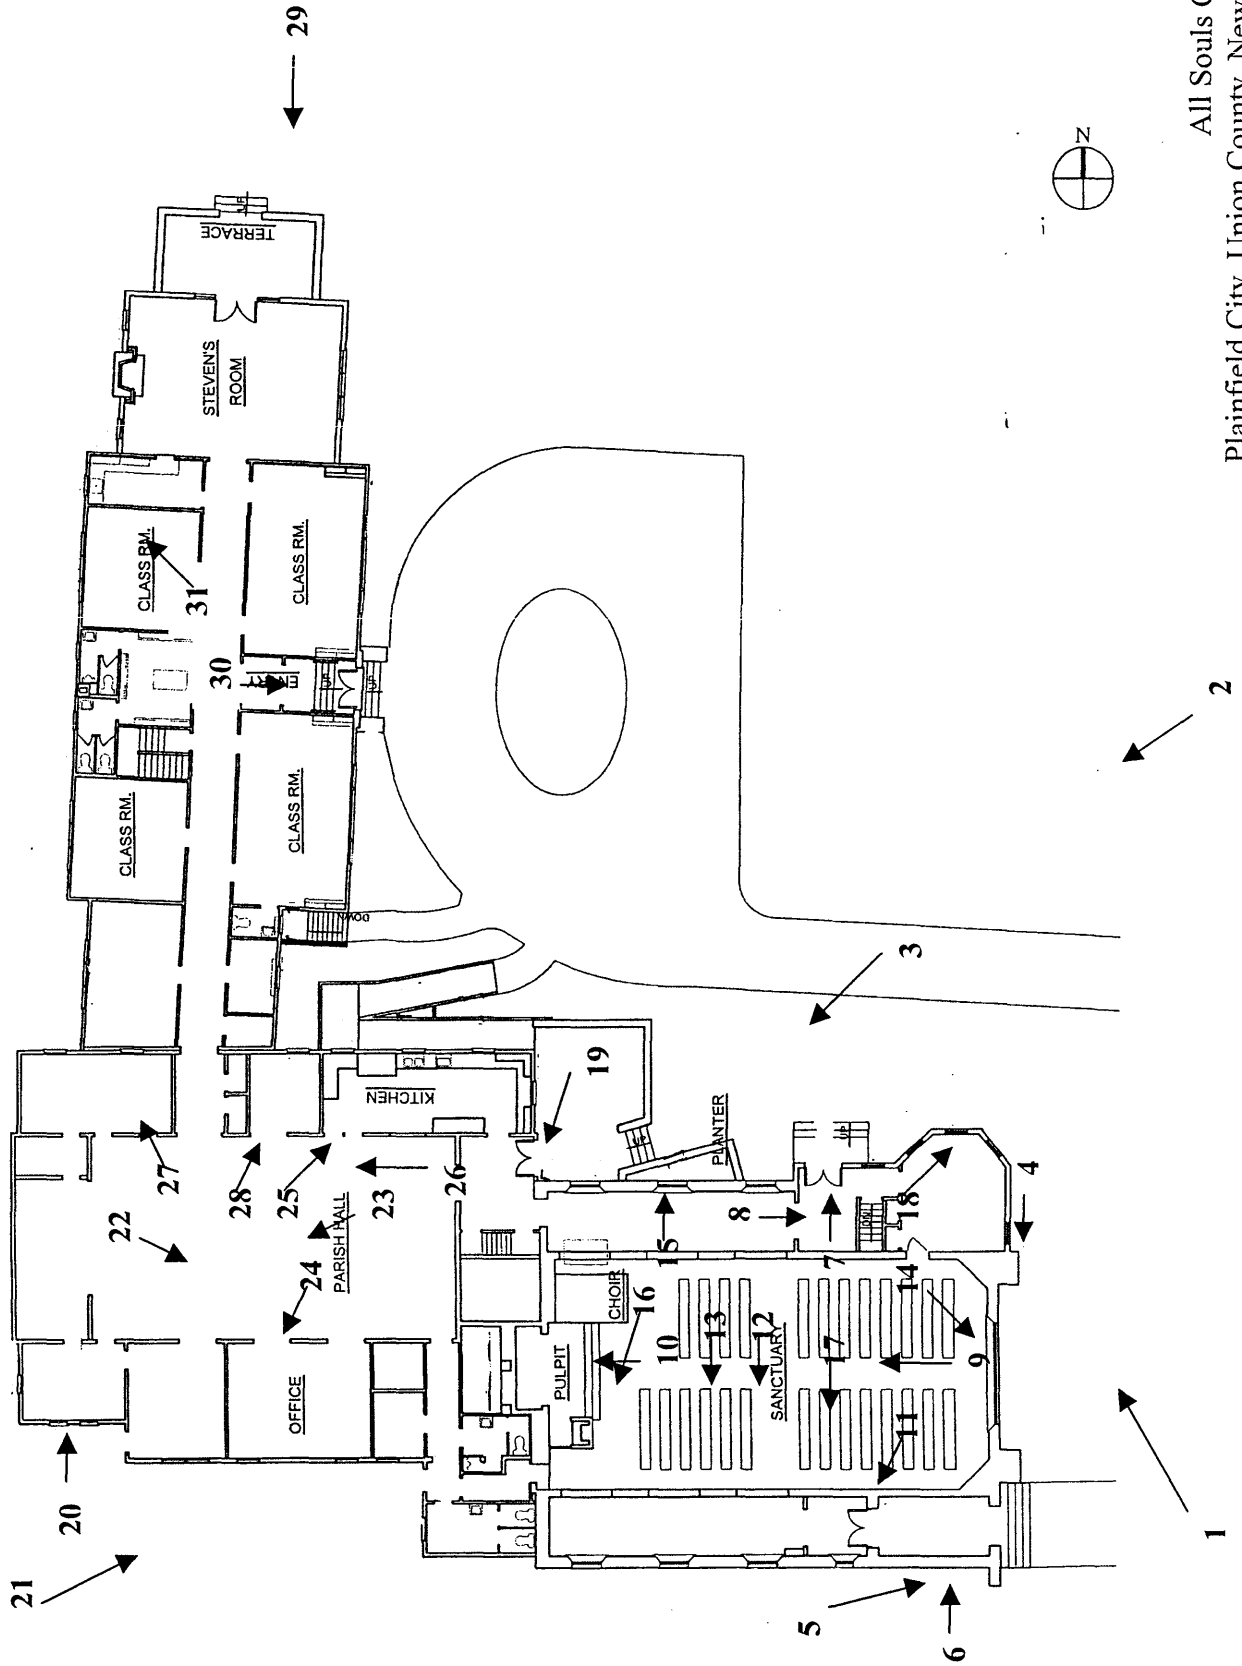 29
N
All Souls
Plainfield City, Union County, New
TERRACE
STEVEN'S
ROOM
CLASS RM.
31
CLASS RM.
30
ENTRY
UP
UP
2
CLASS RM.
CLASS RM.
DOWN
3
KITCHEN
19
PLANTER
UP
UP
4
27
28
25
26
23
22
24
PARISH HALL
8
15
18
DN
7
14
CHOIR
16
10
13
12
17
9
PULPIT
SANCTUARY
11
OFFICE
20
21
5
6
1